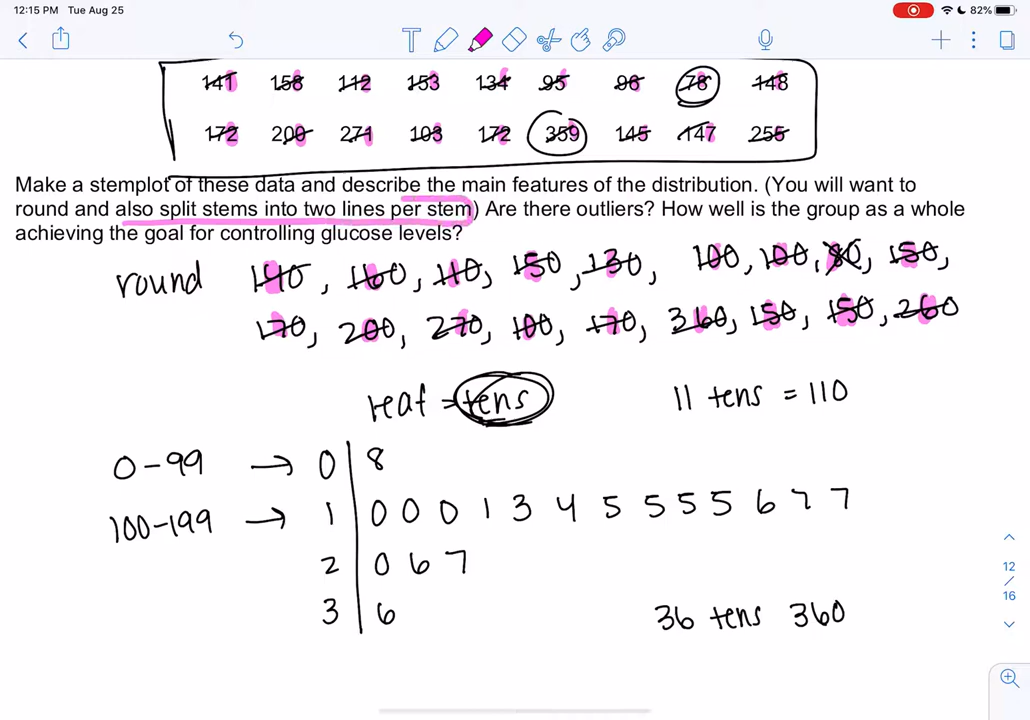 12:15 PM Tue Aug 25
82%
141 158 112 153 134 95 96 78 148
172 200 271 103 172 359 145 147 255
Make a stemplot of these data and describe the main features of the distribution. (You will want to
round and also split stems into two lines per stem) Are there outliers? How well is the group as a whole
achieving the goal for controlling glucose levels?
round 140, 160, 110, 150, 130, 100, 100, 80, 150,
170, 200, 270, 100, 170, 360, 150, 150, 260
leaf = tens 11 tens = 110
0-99 → 0 | 8
100-199 → 1 | 0 0 0 1 3 4 5 5 5 5 6 7 7
2 | 0 6 7
3 | 6
36 tens 360
12
/
16